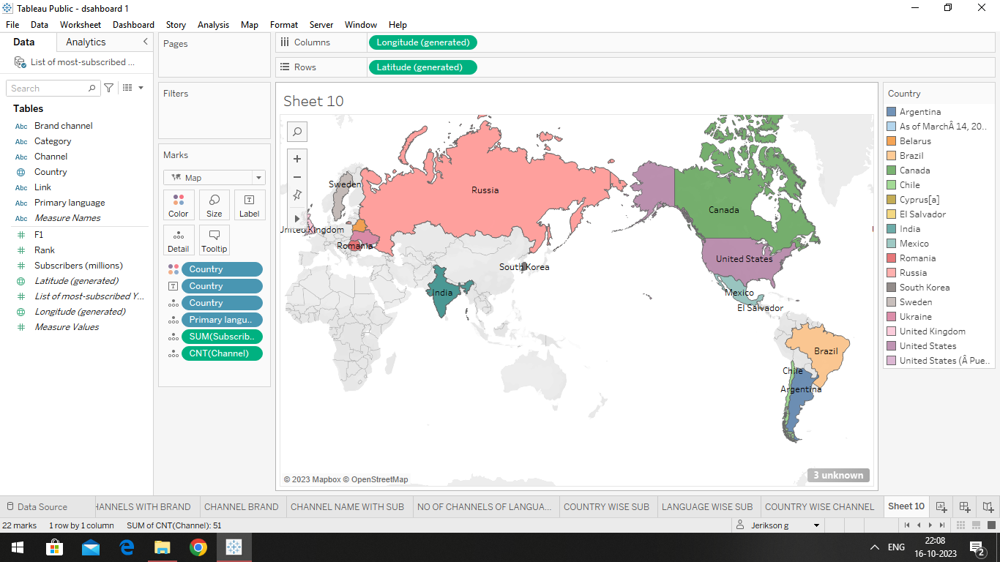 Tableau Public - dsahboard 1
File Data Worksheet Dashboard Story Analysis Map Format Server Window Help
Data Analytics
List of most-subscribed ...
Search
Tables
Abc Brand channel
Abc Category
Abc Channel
Country
Abc Link
Abc Primary language
Abc Measure Names
F1
Rank
Subscribers (millions)
Latitude (generated)
List of most-subscribed Y...
Longitude (generated)
Measure Values
Pages
Filters
Marks
Map
Color Size Label
Detail Tooltip
Country
Country
Country
Primary langu..
SUM(Subscrib..
CNT(Channel)
Columns Longitude (generated)
Rows Latitude (generated)
Sheet 10
Sweden
Russia
Canada
United Kingdom
Romania
United States
South Korea
India
Mexico
El Salvador
Brazil
Chile
Argentina
© 2023 Mapbox © OpenStreetMap
3 unknown
Country
Argentina
As of MarchÂ 14, 20..
Belarus
Brazil
Canada
Chile
Cyprus[a]
El Salvador
India
Mexico
Romania
Russia
South Korea
Sweden
Ukraine
United Kingdom
United States
United States (Â Pue..
Data Source HANNELS WITH BRAND CHANNEL BRAND CHANNEL NAME WITH SUB NO OF CHANNELS OF LANGUA... COUNTRY WISE SUB LANGUAGE WISE SUB COUNTRY WISE CHANNEL Sheet 10
22 marks 1 row by 1 column SUM of CNT(Channel): 51 Jerikson g
ENG
22:08
16-10-2023
2